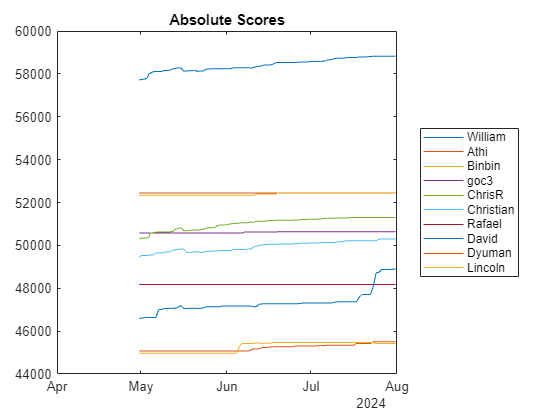 Absolute Scores
60000
58000
56000
54000
52000
50000
48000
46000
44000
Apr May Jun Jul Aug
2024
William
Athi
Binbin
goc3
ChrisR
Christian
Rafael
David
Dyuman
Lincoln